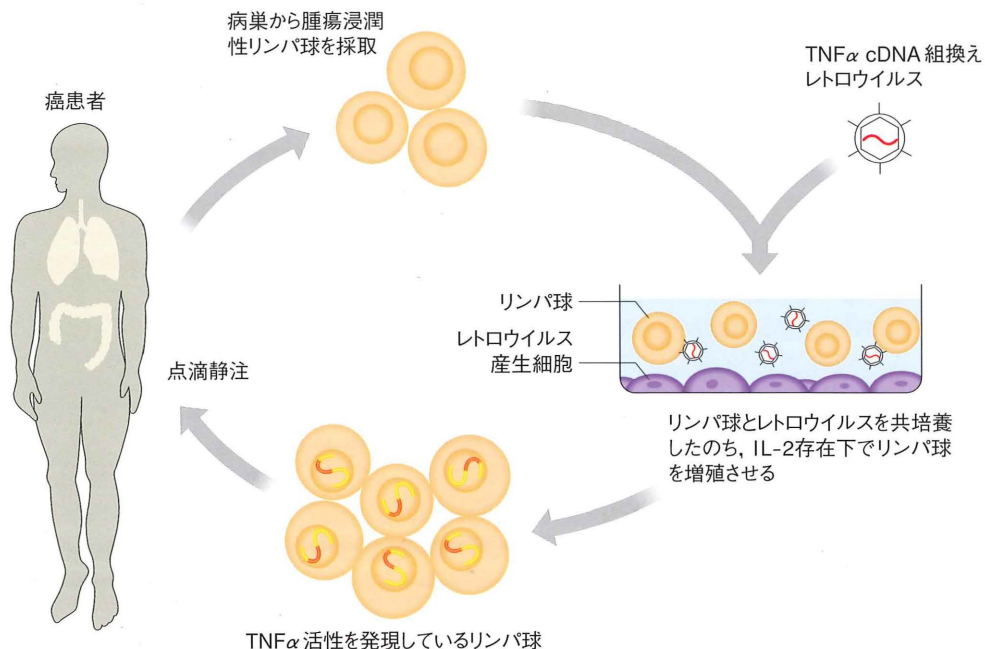 病巣から腫瘍浸潤
性リンパ球を採取
TNFα cDNA 組換え
レトロウイルス
癌患者
リンパ球
レトロウイルス
産生細胞
点滴静注
リンパ球とレトロウイルスを共培養
したのち，IL-2存在下でリンパ球
を増殖させる
TNFα 活性を発現しているリンパ球